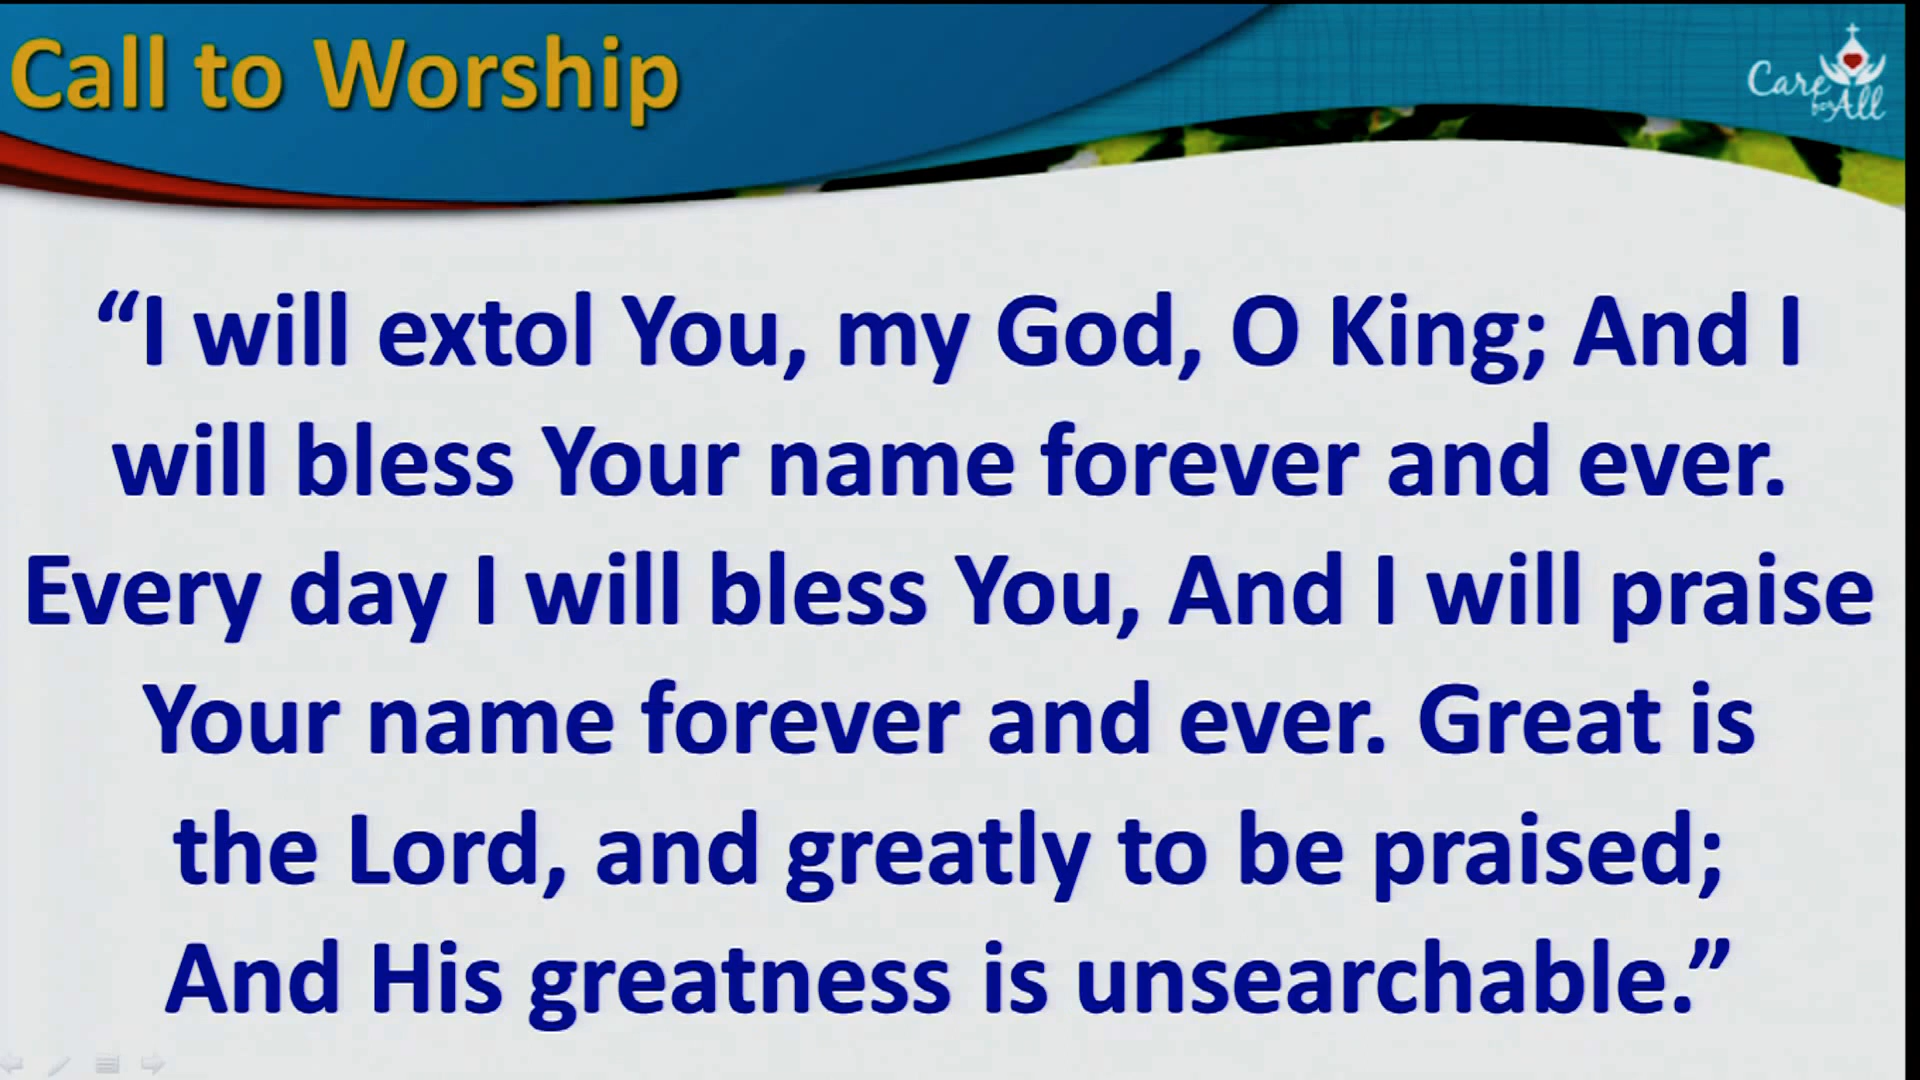 Call to Worship
Care
for All
“I will extol You, my God, O King; And I
will bless Your name forever and ever.
Every day I will bless You, And I will praise
Your name forever and ever. Great is
the Lord, and greatly to be praised;
And His greatness is unsearchable.”